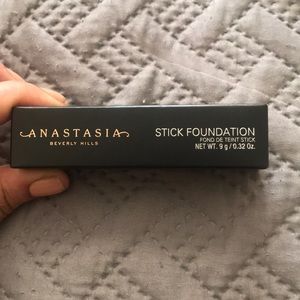 ANASTASIA
BEVERLY HILLS
STICK FOUNDATION
FOND DE TEINT STICK
NET WT. 9 g / 0.32 Oz.